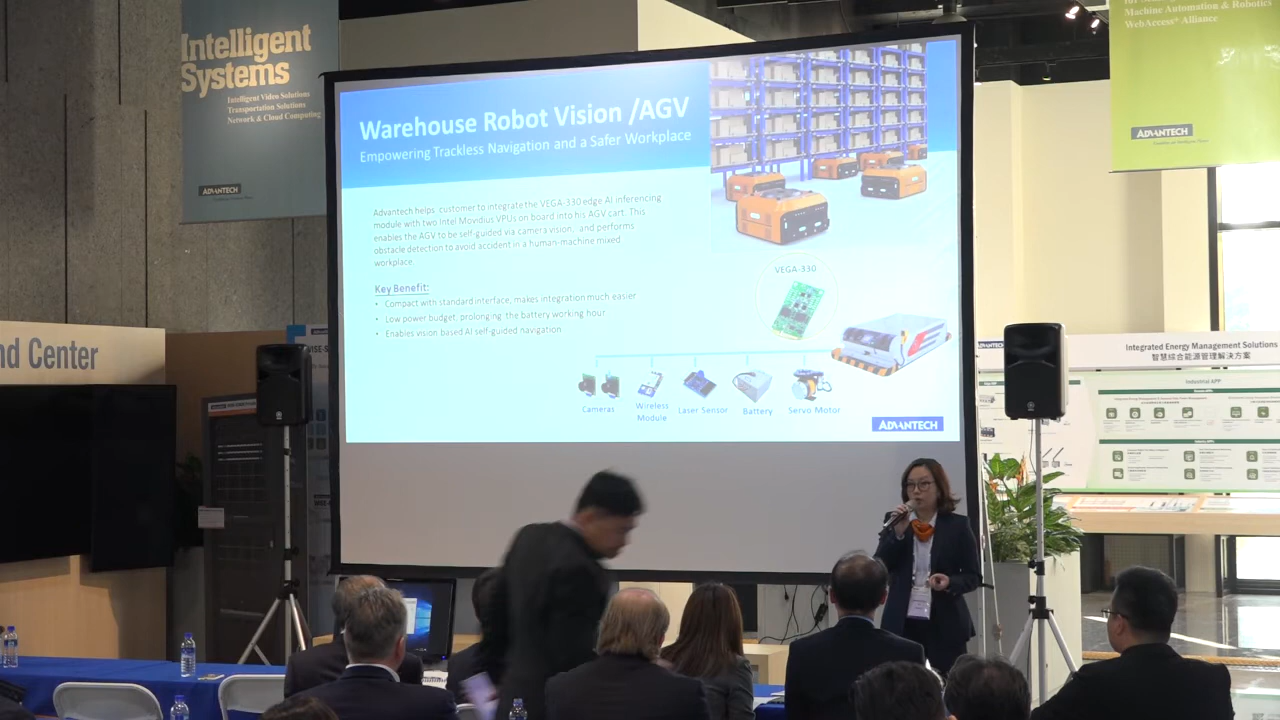 Intelligent
Systems
Intelligent Video Solutions
Transportation Solutions
Network & Cloud Computing
ADVANTECH
Machine Automation & Robotics
WebAccess+ Alliance
ADVANTECH
Warehouse Robot Vision /AGV
Empowering Trackless Navigation and a Safer Workplace
Advantech helps customer to integrate the VEGA-330 edge AI inferencing
module with two Intel Movidius VPUs on board into his AGV cart. This
enables the AGV to be self-guided via camera vision, and performs
obstacle detection to avoid accident in a human-machine mixed
workplace.
Key Benefit:
• Compact with standard interface, makes integration much easier
• Low power budget, prolonging the battery working hour
• Enables vision based AI self-guided navigation
VEGA-330
Cameras
Wireless
Module
Laser Sensor
Battery
Servo Motor
ADVANTECH
nd Center
ADVANTECH
Integrated Energy Management Solutions
智慧綜合能源管理解決方案
Industrial APP